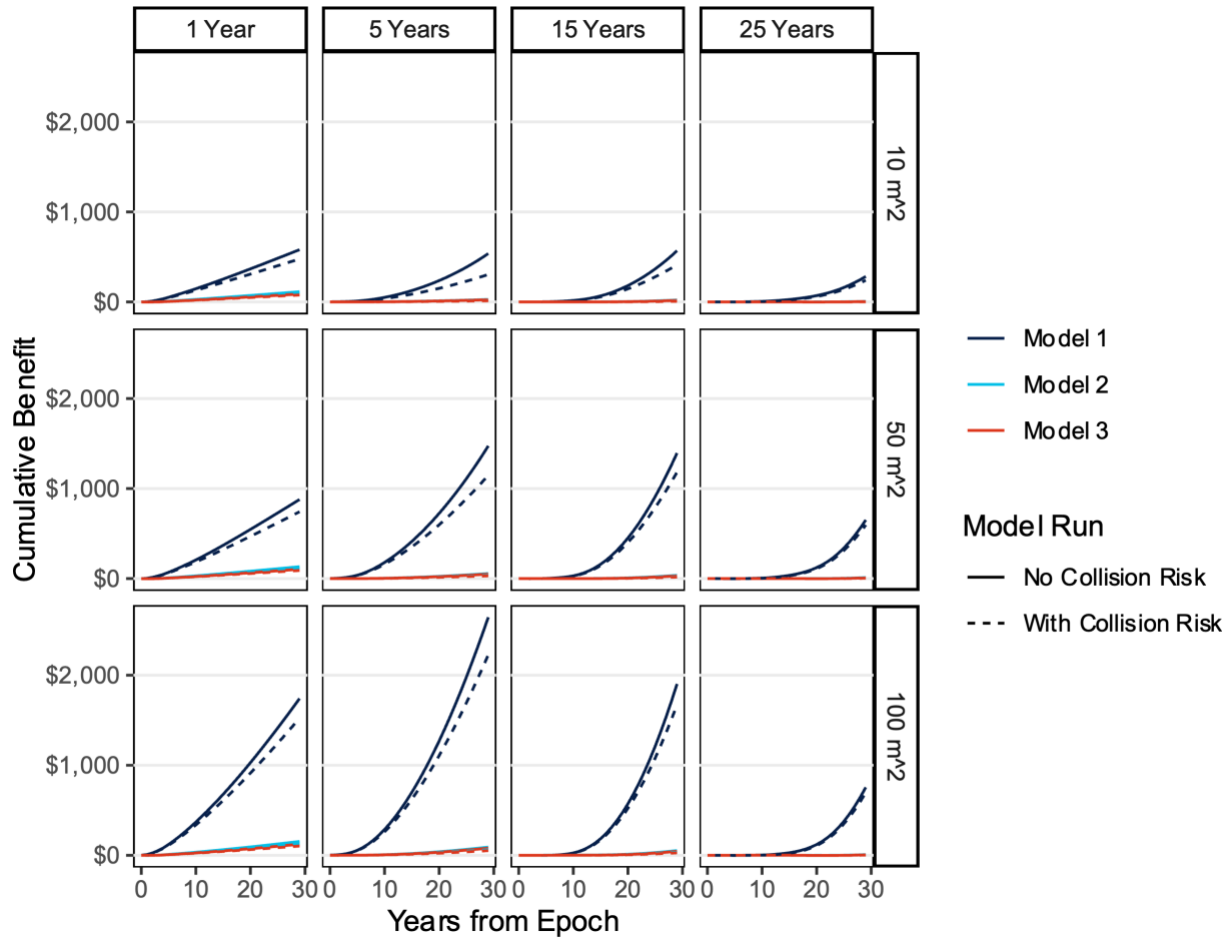 1 Year 5 Years 15 Years 25 Years
$2,000
$1,000
$0
10 m^2
$2,000
$1,000
$0
50 m^2
$2,000
$1,000
$0
100 m^2
0 10 20 30 0 10 20 30 0 10 20 30 0 10 20 30
Years from Epoch
Cumulative Benefit
Model 1
Model 2
Model 3
Model Run
No Collision Risk
With Collision Risk